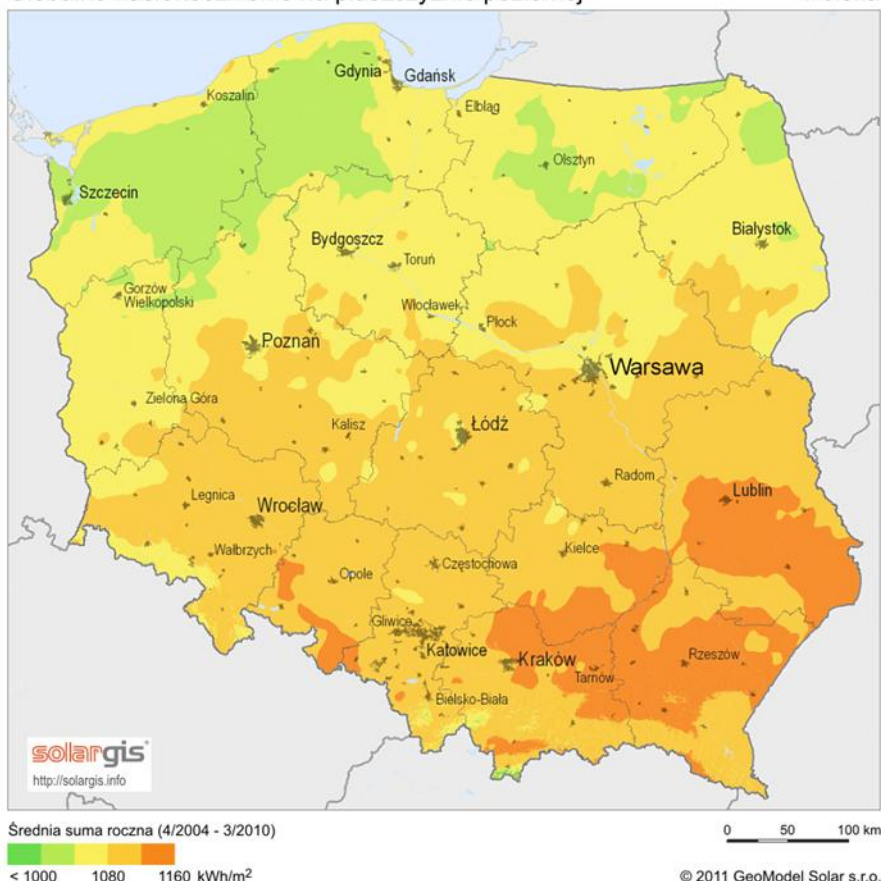 Koszalin
Gdynia
Gdańsk
Elbląg
Olsztyn
Szczecin
Białystok
Bydgoszcz
Toruń
Gorzów
Wielkopolski
Włocławek
Płock
Poznań
Warsawa
Zielona Góra
Kalisz
Łódź
Radom
Legnica
Wrocław
Lublin
Wałbrzych
Opole
Częstochowa
Kielce
Gliwice
Katowice
Kraków
Tarnów
Rzeszów
Bielsko-Biała
solargis
http://solargis.info
Średnia suma roczna (4/2004 - 3/2010)
0 50 100 km
< 1000 1080 1160 kWh/m²
© 2011 GeoModel Solar s.r.o.